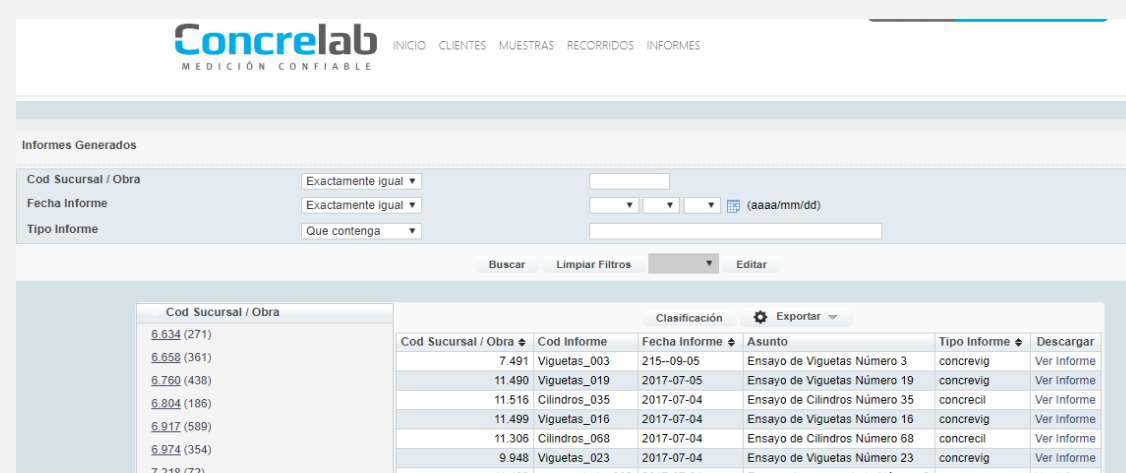 Concrelab
MEDICIÓN CONFIABLE
INICIO CLIENTES MUESTRAS RECORRIDOS INFORMES
Informes Generados
Cod Sucursal / Obra Exactamente igual
Fecha Informe Exactamente igual (aaaa/mm/dd)
Tipo Informe Que contenga
Buscar Limpiar Filtros Editar
Cod Sucursal / Obra
6.634 (271)
6.658 (361)
6.760 (438)
6.804 (186)
6.917 (589)
6.974 (354)
7.218 (72)
Clasificación Exportar
Cod Sucursal / Obra Cod Informe Fecha Informe Asunto Tipo Informe Descargar
7.491 Viguetas_003 215--09-05 Ensayo de Viguetas Número 3 concrevig Ver Informe
11.490 Viguetas_019 2017-07-05 Ensayo de Viguetas Número 19 concrevig Ver Informe
11.516 Cilindros_035 2017-07-04 Ensayo de Cilindros Número 35 concrecil Ver Informe
11.499 Viguetas_016 2017-07-04 Ensayo de Viguetas Número 16 concrevig Ver Informe
11.306 Cilindros_068 2017-07-04 Ensayo de Cilindros Número 68 concrecil Ver Informe
9.948 Viguetas_023 2017-07-04 Ensayo de Viguetas Número 23 concrevig Ver Informe